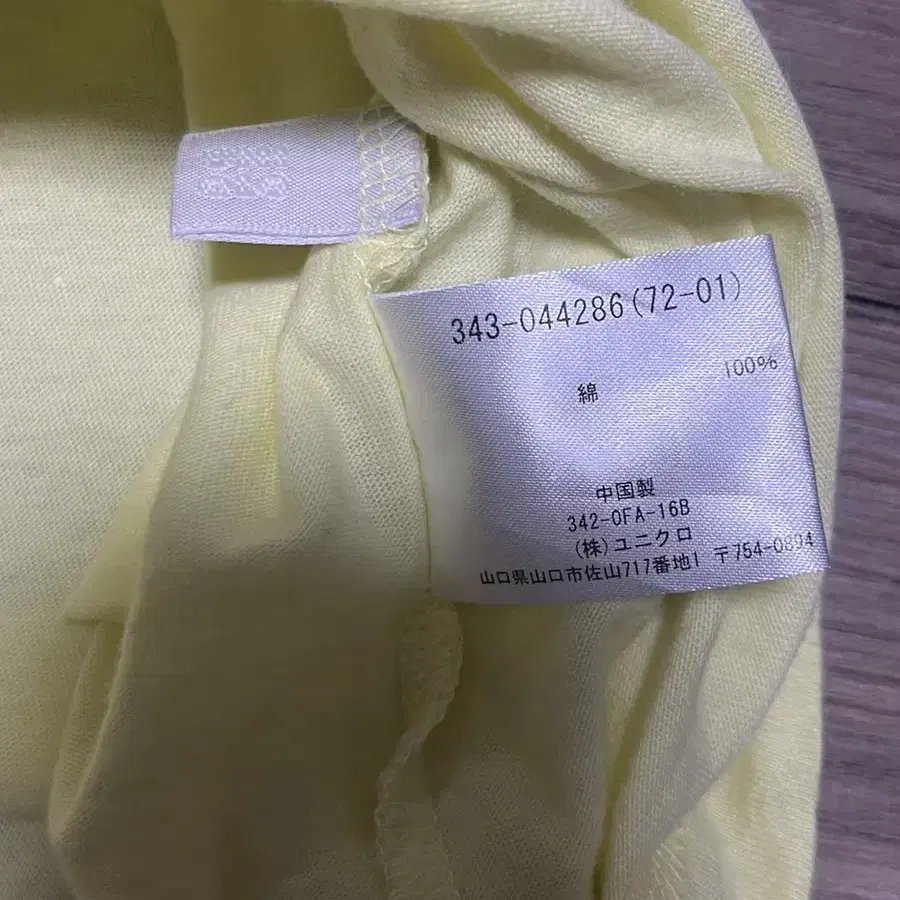 343-044286(72-01)
綿 100%
中国製
342-0FA-16B
(株)ユニクロ
山口県山口市佐山717番地1 〒754-0894